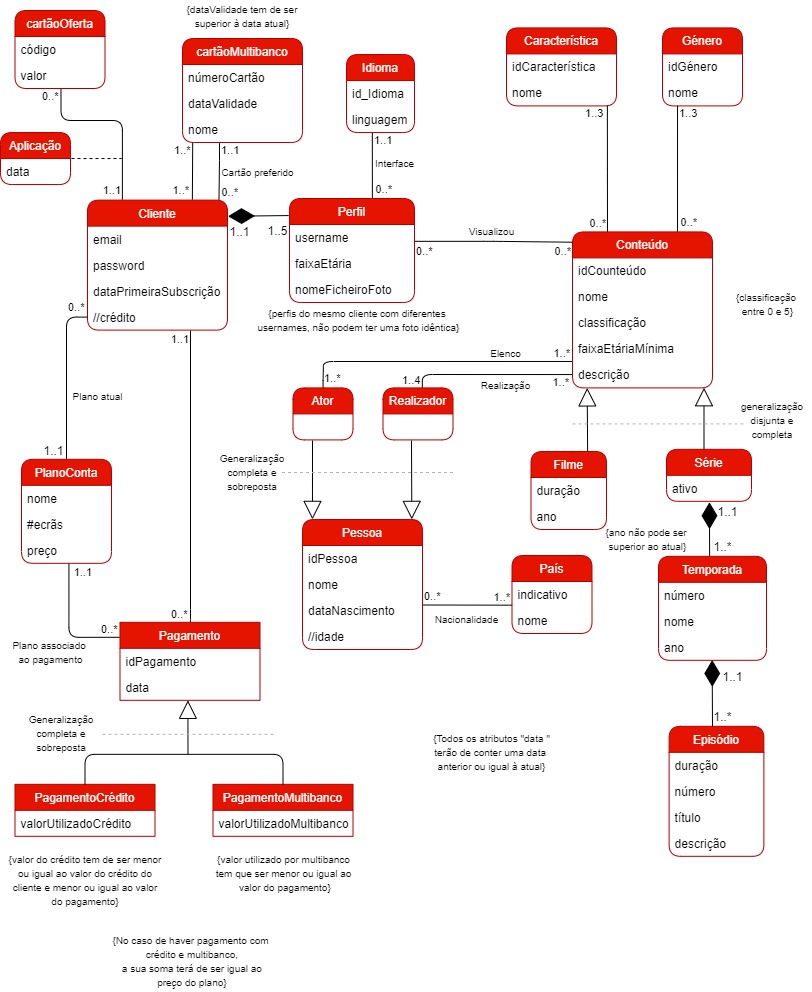 {dataValidade tem de ser
superior à data atual}
cartãoOferta
código
valor
0..*
cartãoMultibanco
númeroCartão
dataValidade
nome
1..*
1..1
Cartão preferido
1..*
0..*
Idioma
id_Idioma
linguagem
1..1
Interface
0..*
Característica
idCaracterística
nome
1..3
0..*
Género
idGénero
nome
1..3
0..*
Aplicação
data
1..1
Cliente
email
password
dataPrimeiraSubscrição
//crédito
1..1
1..5
0..*
1..1
Perfil
username
faixaEtária
nomeFicheiroFoto
{perfis do mesmo cliente com diferentes
usernames, não podem ter uma foto idêntica}
Visualizou
0..*
0..*
Conteúdo
idCounteúdo
nome
classificação
faixaEtáriaMínima
descrição
{classificação
entre 0 e 5}
Elenco
1..*
1..*
Realização
1..4
1..*
Plano atual
1..1
Ator
Realizador
generalização
disjunta e
completa
Generalização
completa e
sobreposta
PlanoConta
nome
#ecrãs
preço
1..1
Filme
duração
ano
Série
ativo
1..1
{ano não pode ser
superior ao atual}
1..*
Pessoa
idPessoa
nome
dataNascimento
//idade
0..*
1..*
Nacionalidade
País
indicativo
nome
Temporada
número
nome
ano
1..1
1..*
0..*
0..*
Plano associado
ao pagamento
Pagamento
idPagamento
data
Generalização
completa e
sobreposta
{Todos os atributos "data "
terão de conter uma data
anterior ou igual à atual}
Episódio
duração
número
título
descrição
PagamentoCrédito
valorUtilizadoCrédito
PagamentoMultibanco
valorUtilizadoMultibanco
{valor do crédito tem de ser menor
ou igual ao valor do crédito do
cliente e menor ou igual ao valor
do pagamento}
{valor utilizado por multibanco
tem que ser menor ou igual ao
valor do pagamento}
{No caso de haver pagamento com
crédito e multibanco,
a sua soma terá de ser igual ao
preço do plano}